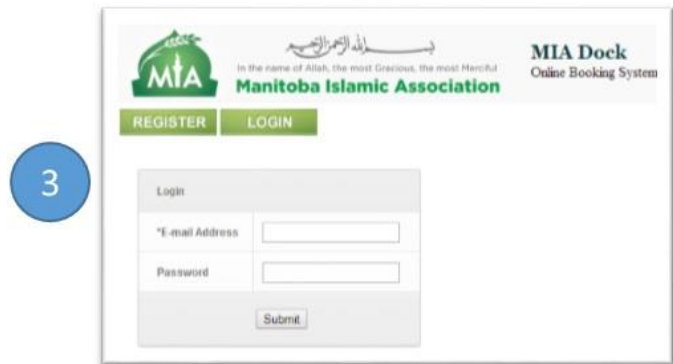 بسم الله الرحمن الرحيم
In the name of Allah, the most Gracious, the most Merciful
MIA
Manitoba Islamic Association
MIA Dock
Online Booking System
REGISTER
LOGIN
3
Login
*E-mail Address
Password
Submit